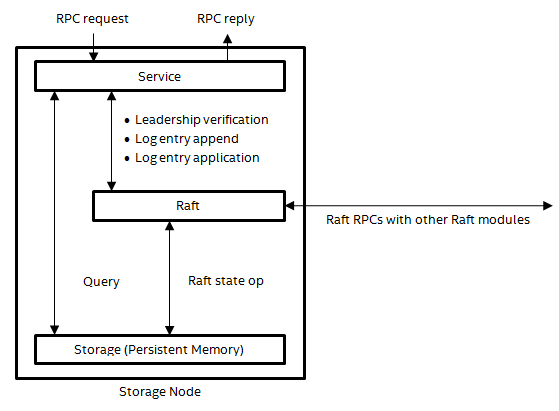 RPC request
RPC reply
Service
• Leadership verification
• Log entry append
• Log entry application
Raft
Raft RPCs with other Raft modules
Query
Raft state op
Storage (Persistent Memory)
Storage Node